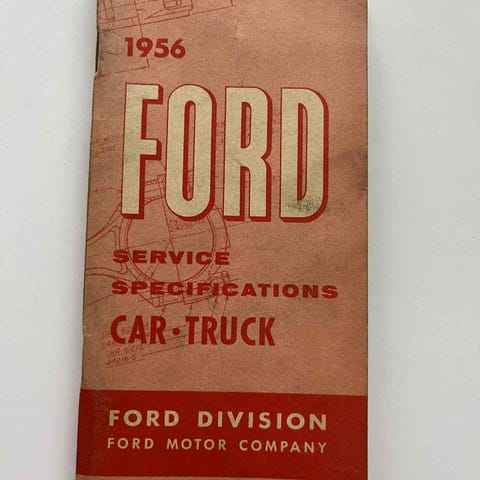 1956
FORD
SERVICE
SPECIFICATIONS
CAR·TRUCK
FORD DIVISION
FORD MOTOR COMPANY